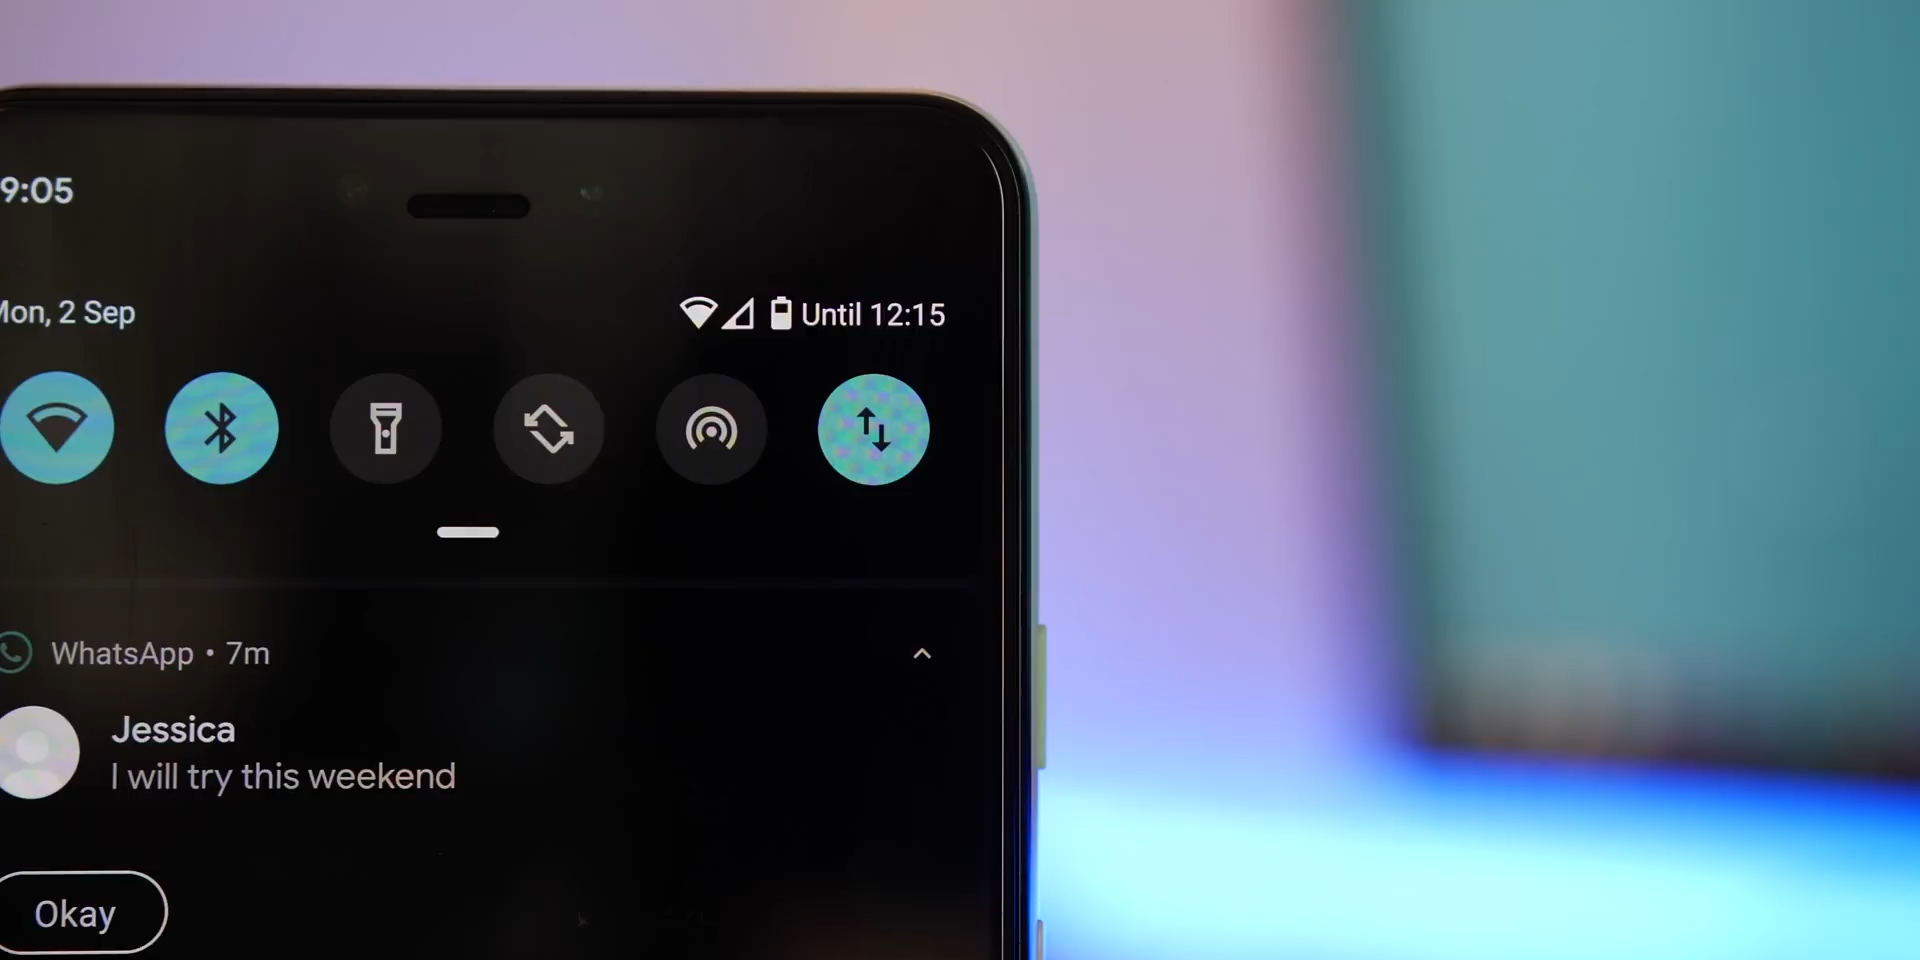 9:05
Mon, 2 Sep
Until 12:15
WhatsApp • 7m
Jessica
I will try this weekend
Okay